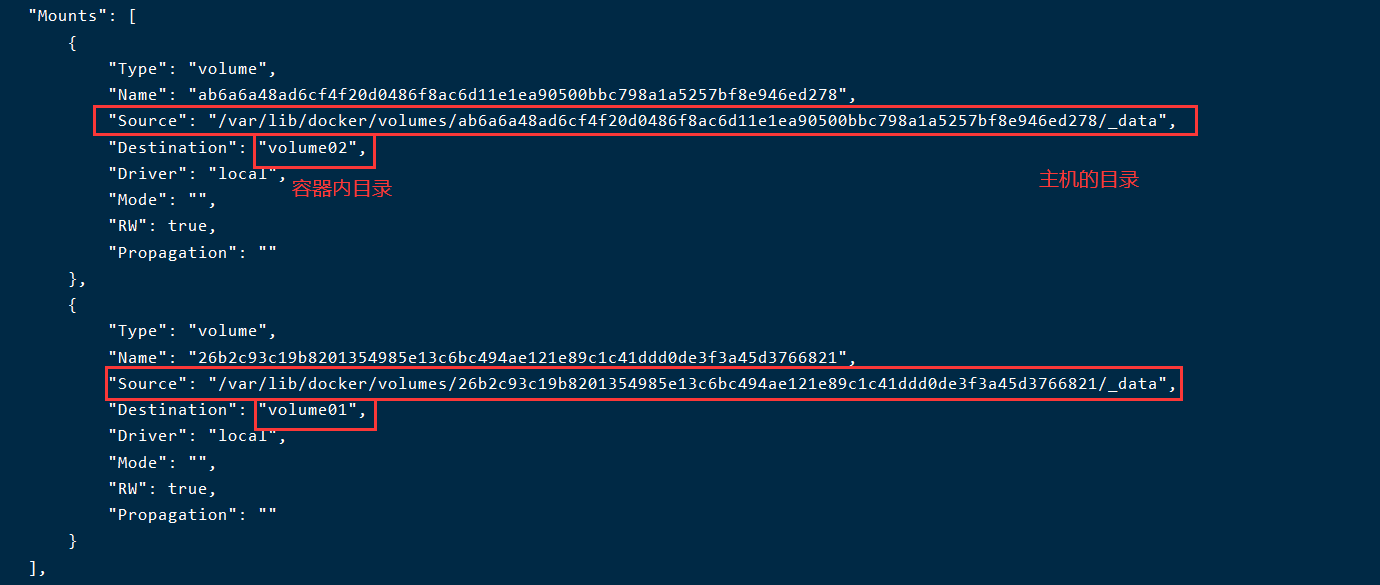 "Mounts": [
{
"Type": "volume",
"Name": "ab6a6a48ad6cf4f20d0486f8ac6d11e1ea90500bbc798a1a5257bf8e946ed278",
"Source": "/var/lib/docker/volumes/ab6a6a48ad6cf4f20d0486f8ac6d11e1ea90500bbc798a1a5257bf8e946ed278/_data",
"Destination": "volume02",
"Driver": "local",
容器内目录
主机的目录
"Mode": "",
"RW": true,
"Propagation": ""
},
{
"Type": "volume",
"Name": "26b2c93c19b8201354985e13c6bc494ae121e89c1c41ddd0de3f3a45d3766821",
"Source": "/var/lib/docker/volumes/26b2c93c19b8201354985e13c6bc494ae121e89c1c41ddd0de3f3a45d3766821/_data",
"Destination": "volume01",
"Driver": "local",
"Mode": "",
"RW": true,
"Propagation": ""
}
],